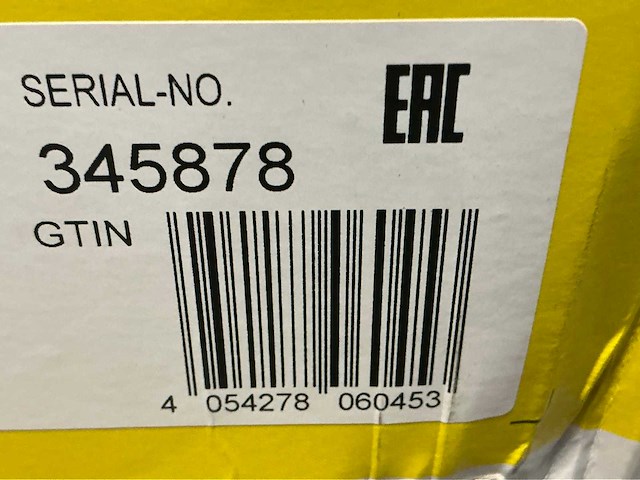 SERIAL-NO.
EAC
345878
GTIN
4 054278 060453